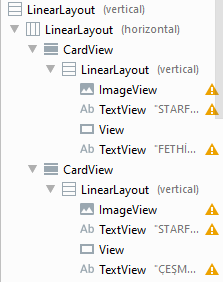 LinearLayout (vertical)
LinearLayout (horizontal)
CardView
LinearLayout (vertical)
ImageView
Ab TextView "STARF...
View
Ab TextView "FETHİ...
CardView
LinearLayout (vertical)
ImageView
Ab TextView "STARF...
View
Ab TextView "ÇEŞM...